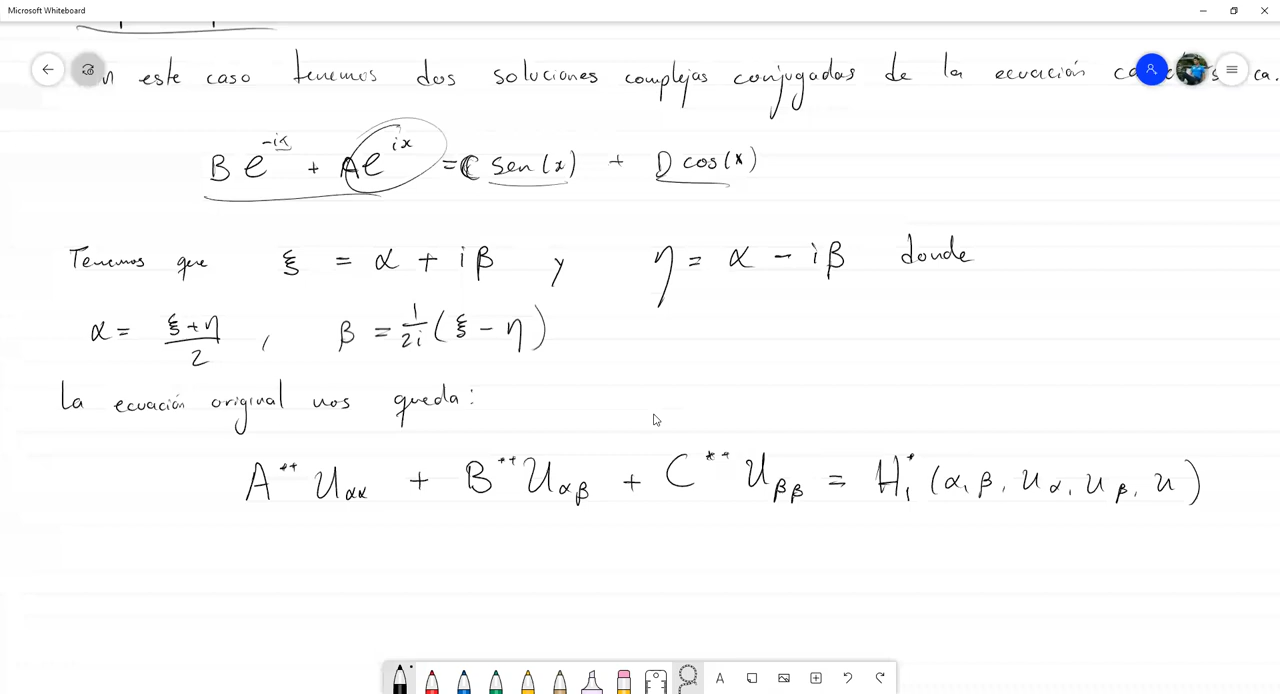 Microsoft Whiteboard
este caso tenemos dos soluciones complejas conjugadas de la ecuación
B e^{-ix} + A e^{ix} = C sen(x) + D cos(x)
Tenemos que ξ = α + iβ y η = α - iβ donde
α = \frac{ξ+η}{2} , β = \frac{1}{2i}(ξ - η)
La ecuación original nos queda:
A^{**} u_{αα} + B^{**} u_{αβ} + C^{**} u_{ββ} = H_1^* (α, β, u_α, u_β, u)
A